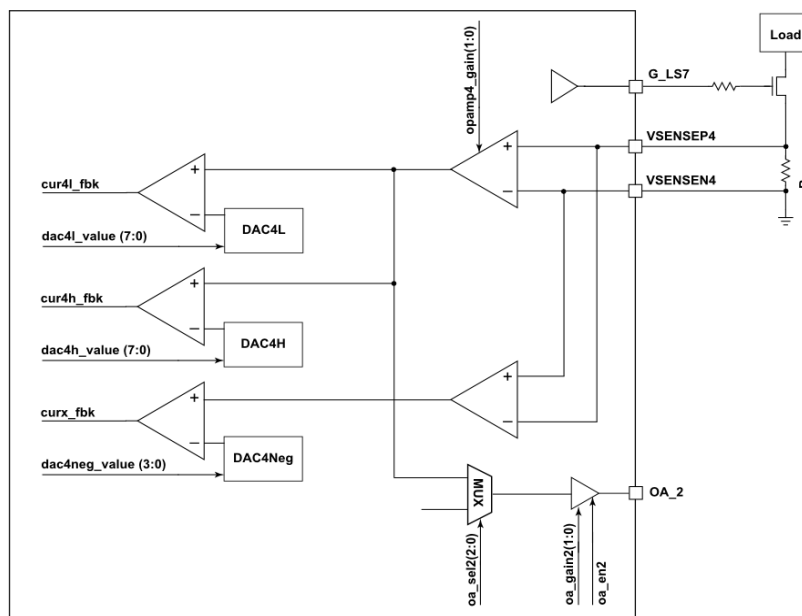 Load
G_LS7
opamp4_gain(1:0)
VSENSEP4
+
+
cur4l_fbk
VSENSEN4
−
−
DAC4L
dac4l_value (7:0)
+
cur4h_fbk
−
DAC4H
dac4h_value (7:0)
+
+
curx_fbk
−
−
DAC4Neg
dac4neg_value (3:0)
MUX
OA_2
oa_sel2(2:0)
oa_gain2(1:0)
oa_en2